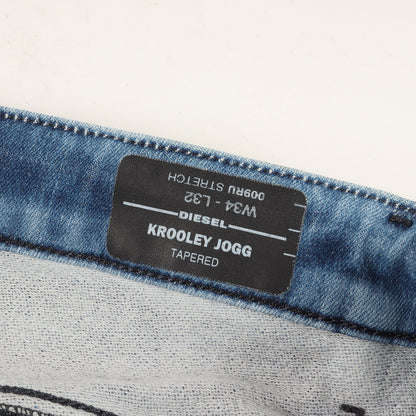 009RU STRETCH
W34 - L32
DIESEL
KROOLEY JOGG
TAPERED